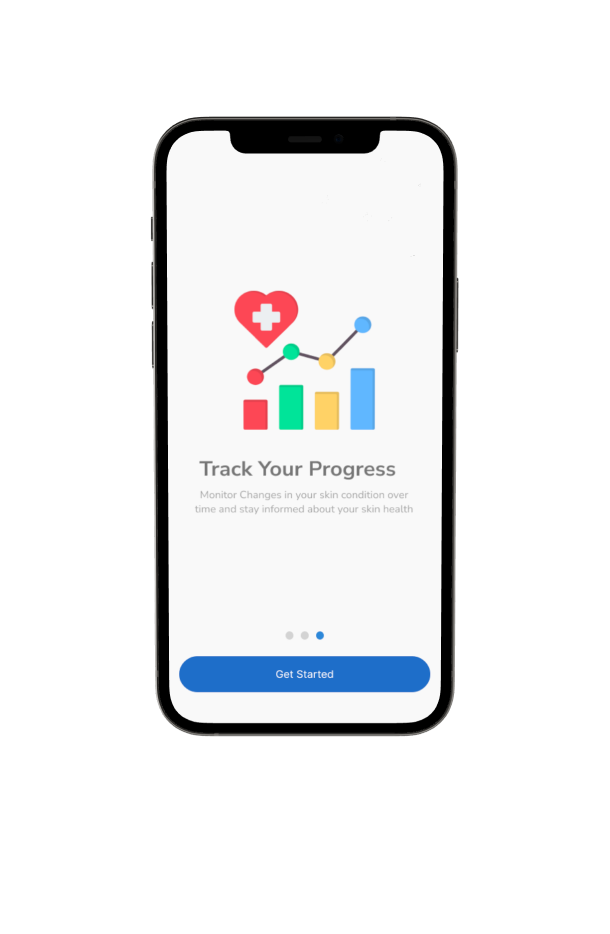 Track Your Progress
Monitor Changes in your skin condition over
time and stay informed about your skin health
Get Started